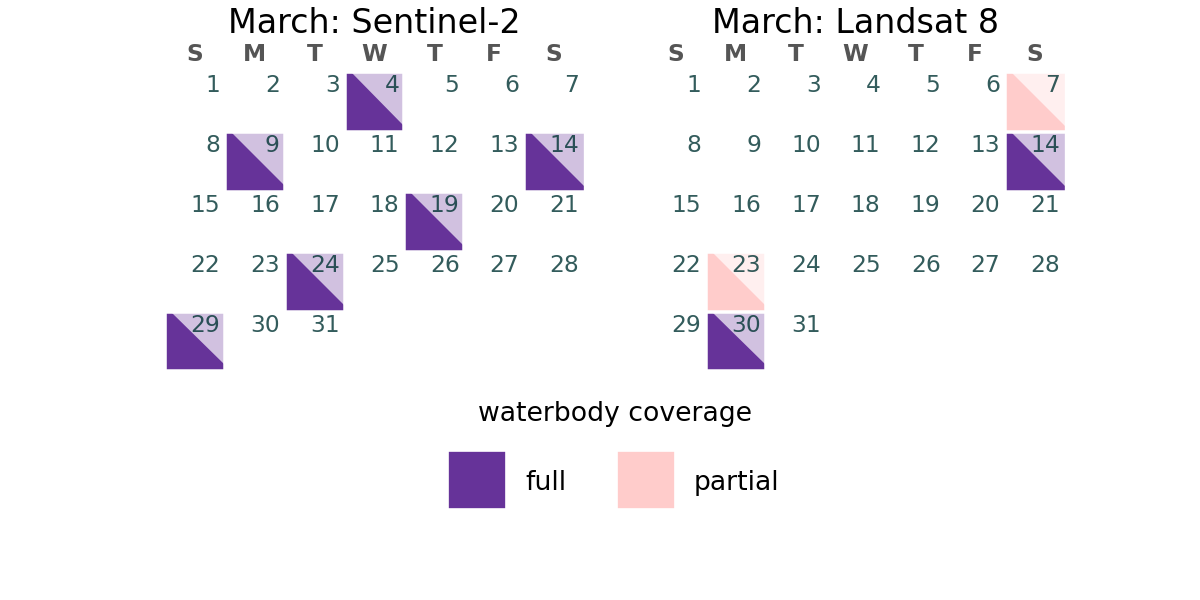 March: Sentinel-2
S M T W T F S
1 2 3 4 5 6 7
8 9 10 11 12 13 14
15 16 17 18 19 20 21
22 23 24 25 26 27 28
29 30 31
March: Landsat 8
S M T W T F S
1 2 3 4 5 6 7
8 9 10 11 12 13 14
15 16 17 18 19 20 21
22 23 24 25 26 27 28
29 30 31
waterbody coverage
full partial